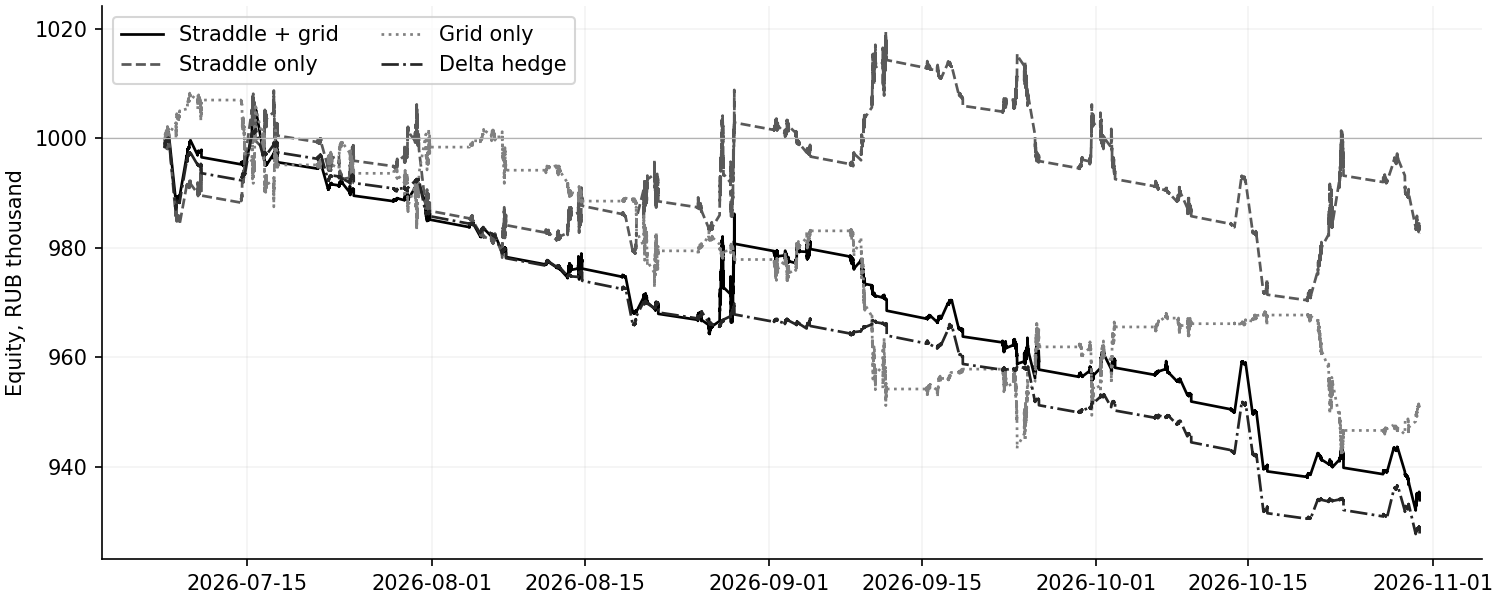 Equity, RUB thousand
1020
1000
980
960
940
Straddle + grid
Straddle only
Grid only
Delta hedge
2026-07-15
2026-08-01
2026-08-15
2026-09-01
2026-09-15
2026-10-01
2026-10-15
2026-11-01